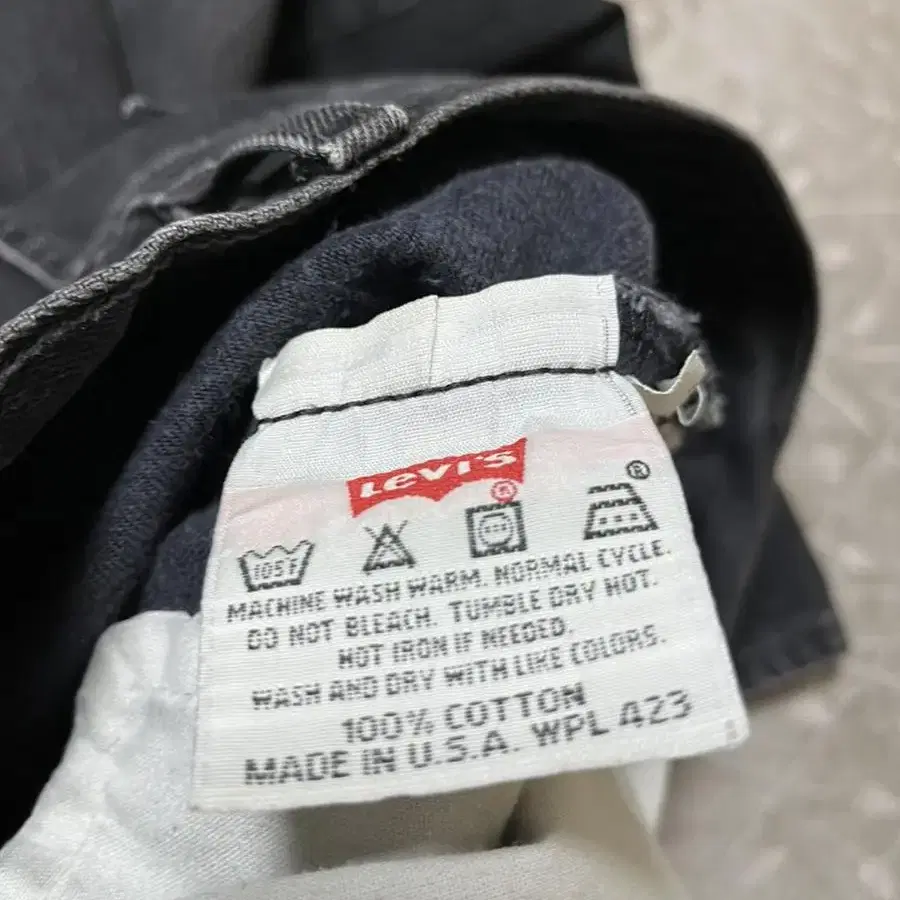 Levi's
®
®
105°F
MACHINE WASH WARM. NORMAL CYCLE.
DO NOT BLEACH. TUMBLE DRY HOT.
HOT IRON IF NEEDED.
WASH AND DRY WITH LIKE COLORS.
100% COTTON
MADE IN U.S.A. WPL 423